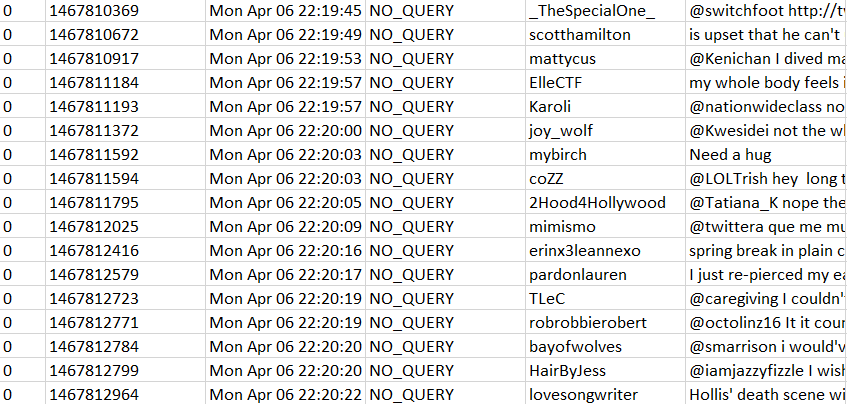 0 1467810369 Mon Apr 06 22:19:45 NO_QUERY _TheSpecialOne_ @switchfoot http://tw
0 1467810672 Mon Apr 06 22:19:49 NO_QUERY scotthamilton is upset that he can't
0 1467810917 Mon Apr 06 22:19:53 NO_QUERY mattycus @Kenichan I dived ma
0 1467811184 Mon Apr 06 22:19:57 NO_QUERY ElleCTF my whole body feels i
0 1467811193 Mon Apr 06 22:19:57 NO_QUERY Karoli @nationwideclass no
0 1467811372 Mon Apr 06 22:20:00 NO_QUERY joy_wolf @Kwesidei not the wh
0 1467811592 Mon Apr 06 22:20:03 NO_QUERY mybirch Need a hug
0 1467811594 Mon Apr 06 22:20:03 NO_QUERY coZZ @LOLTrish hey long t
0 1467811795 Mon Apr 06 22:20:05 NO_QUERY 2Hood4Hollywood @Tatiana_K nope the
0 1467812025 Mon Apr 06 22:20:09 NO_QUERY mimismo @twittera que me mu
0 1467812416 Mon Apr 06 22:20:16 NO_QUERY erinx3leannexo spring break in plain c
0 1467812579 Mon Apr 06 22:20:17 NO_QUERY pardonlauren I just re-pierced my ea
0 1467812723 Mon Apr 06 22:20:19 NO_QUERY TLeC @caregiving I couldn'
0 1467812771 Mon Apr 06 22:20:19 NO_QUERY robrobbierobert @octolinz16 It it coun
0 1467812784 Mon Apr 06 22:20:20 NO_QUERY bayofwolves @smarrison i would'v
0 1467812799 Mon Apr 06 22:20:20 NO_QUERY HairByJess @iamjazzyfizzle I wish
0 1467812964 Mon Apr 06 22:20:22 NO_QUERY lovesongwriter Hollis' death scene wi